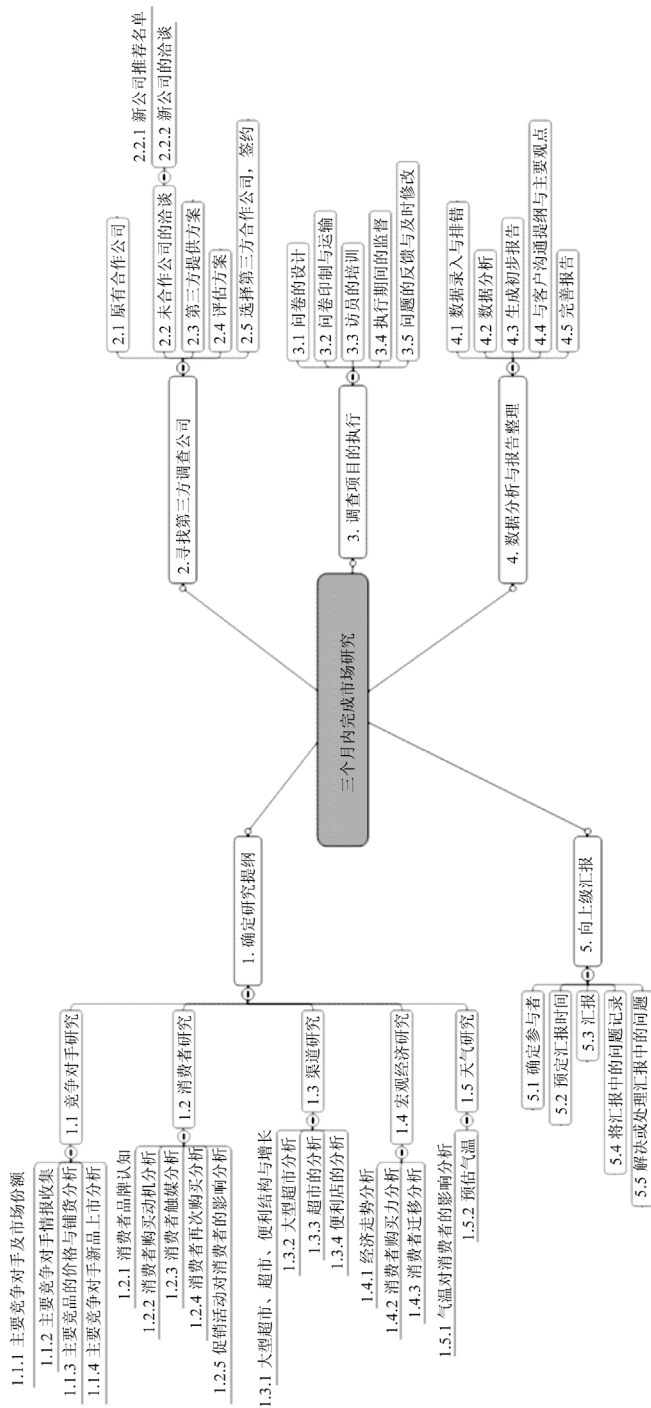 三个月内完成市场研究
1. 确定研究提纲
1.1 竞争对手研究
1.1.1 主要竞争对手及市场份额
1.1.2 主要竞争对手情报收集
1.1.3 主要竞品的价格与铺货分析
1.1.4 主要竞争对手新品上市分析
1.2 消费者研究
1.2.1 消费者品牌认知
1.2.2 消费者购买动机分析
1.2.3 消费者触媒分析
1.2.4 消费者再次购买分析
1.2.5 促销活动对消费者的影响分析
1.3 渠道研究
1.3.1 大型超市、超市、便利结构与增长
1.3.2 大型超市分析
1.3.3 超市的分析
1.3.4 便利店的分析
1.4 宏观经济研究
1.4.1 经济走势分析
1.4.2 消费者购买力分析
1.4.3 消费者迁移分析
1.5 天气研究
1.5.1 气温对消费者的影响分析
1.5.2 预估气温
2.寻找第三方调查公司
2.1 原有合作公司
2.2 未合作公司的洽谈
2.2.1 新公司推荐名单
2.2.2 新公司的洽谈
2.3 第三方提供方案
2.4 评估方案
2.5 选择第三方合作公司，签约
3. 调查项目的执行
3.1 问卷的设计
3.2 问卷印制与运输
3.3 访员的培训
3.4 执行期间的监督
3.5 问题的反馈与及时修改
4. 数据分析与报告整理
4.1 数据录入与排错
4.2 数据分析
4.3 生成初步报告
4.4 与客户沟通提纲与主要观点
4.5 完善报告
5. 向上级汇报
5.1 确定参与者
5.2 预定汇报时间
5.3 汇报
5.4 将汇报中的问题记录
5.5 解决或处理汇报中的问题